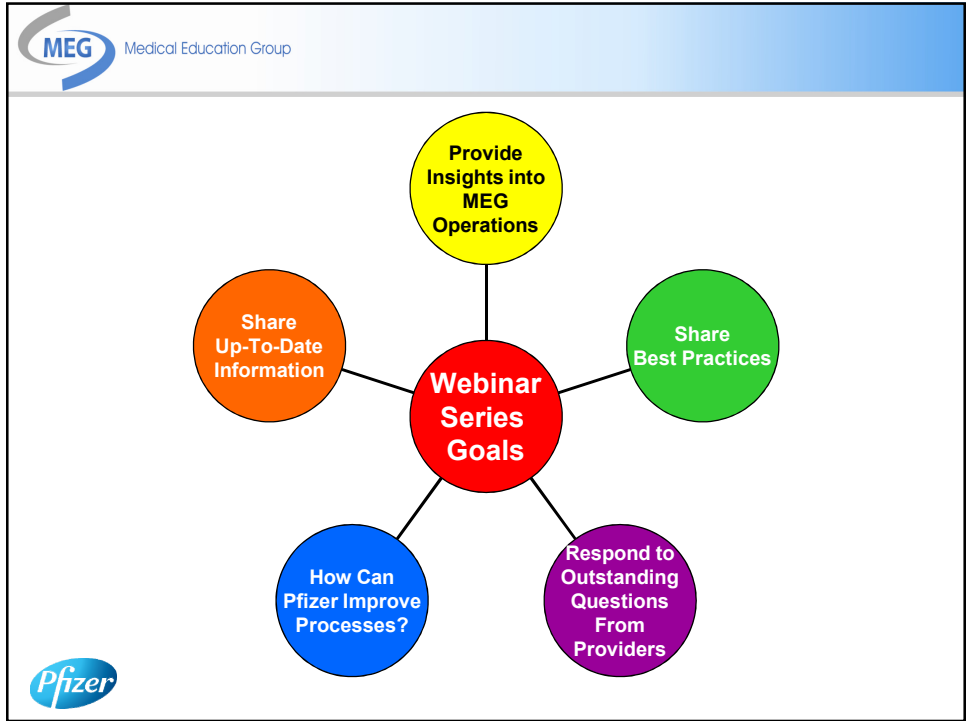 MEG Medical Education Group
Provide
Insights into
MEG
Operations
Share
Up-To-Date
Information
Share
Best Practices
Webinar
Series
Goals
How Can
Pfizer Improve
Processes?
Respond to
Outstanding
Questions
From
Providers
Pfizer